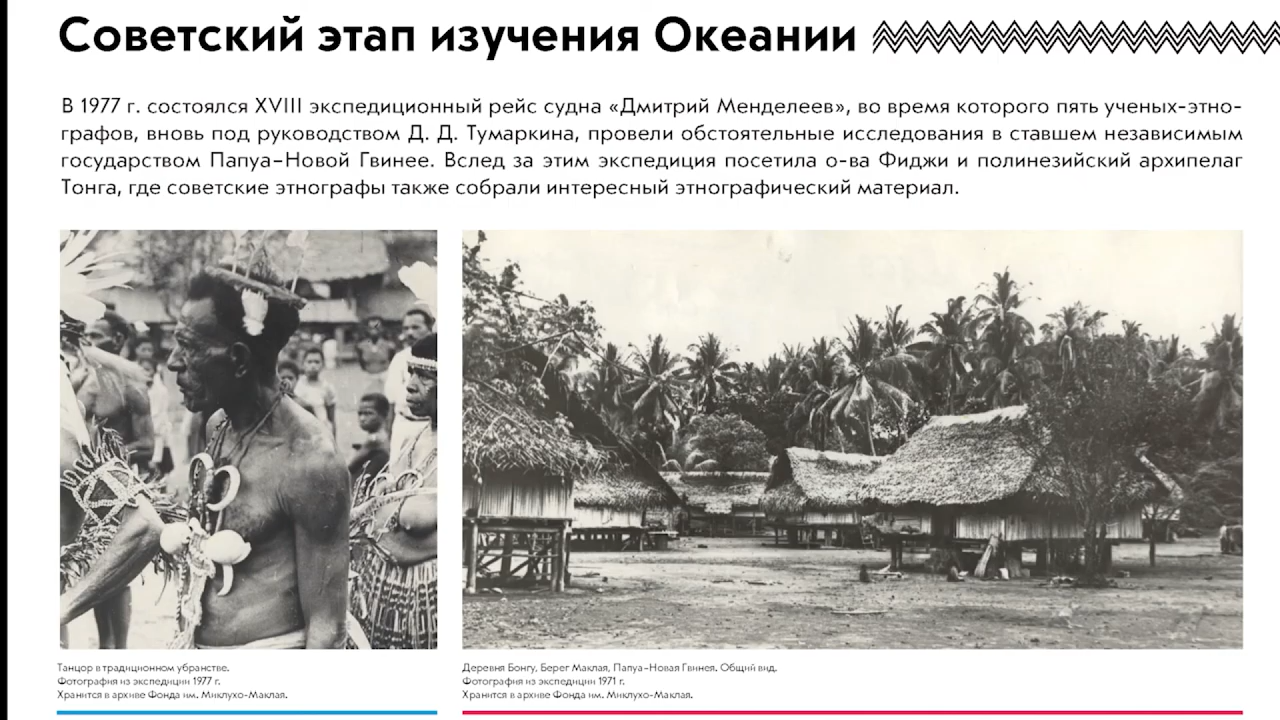 Советский этап изучения Океании
В 1977 г. состоялся XVIII экспедиционный рейс судна «Дмитрий Менделеев», во время которого пять ученых-этно-
графов, вновь под руководством Д. Д. Тумаркина, провели обстоятельные исследования в ставшем независимым
государством Папуа-Новой Гвинее. Вслед за этим экспедиция посетила о-ва Фиджи и полинезийский архипелаг
Тонга, где советские этнографы также собрали интересный этнографический материал.
Танцор в традиционном убранстве.
Фотография из экспедиции 1977 г.
Хранится в архиве Фонда им. Миклухо-Маклая.
Деревня Бонгу, Берег Маклая, Папуа-Новая Гвинея. Общий вид.
Фотография из экспедиции 1971 г.
Хранится в архиве Фонда им. Миклухо-Маклая.